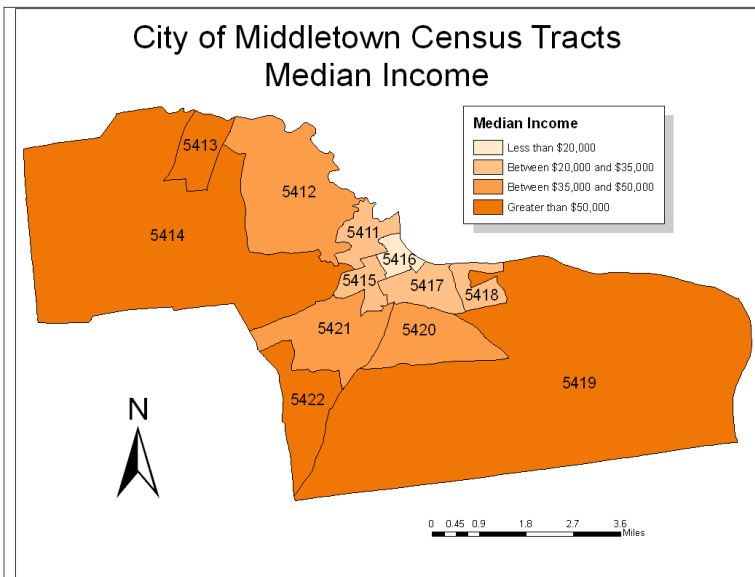 City of Middletown Census Tracts
Median Income
Median Income
Less than $20,000
Between $20,000 and $35,000
Between $35,000 and $50,000
Greater than $50,000
5413
5412
5414
5411
5416
5415
5417
5418
5421
5420
5419
5422
N
0 0.45 0.9 1.8 2.7 3.6
Miles